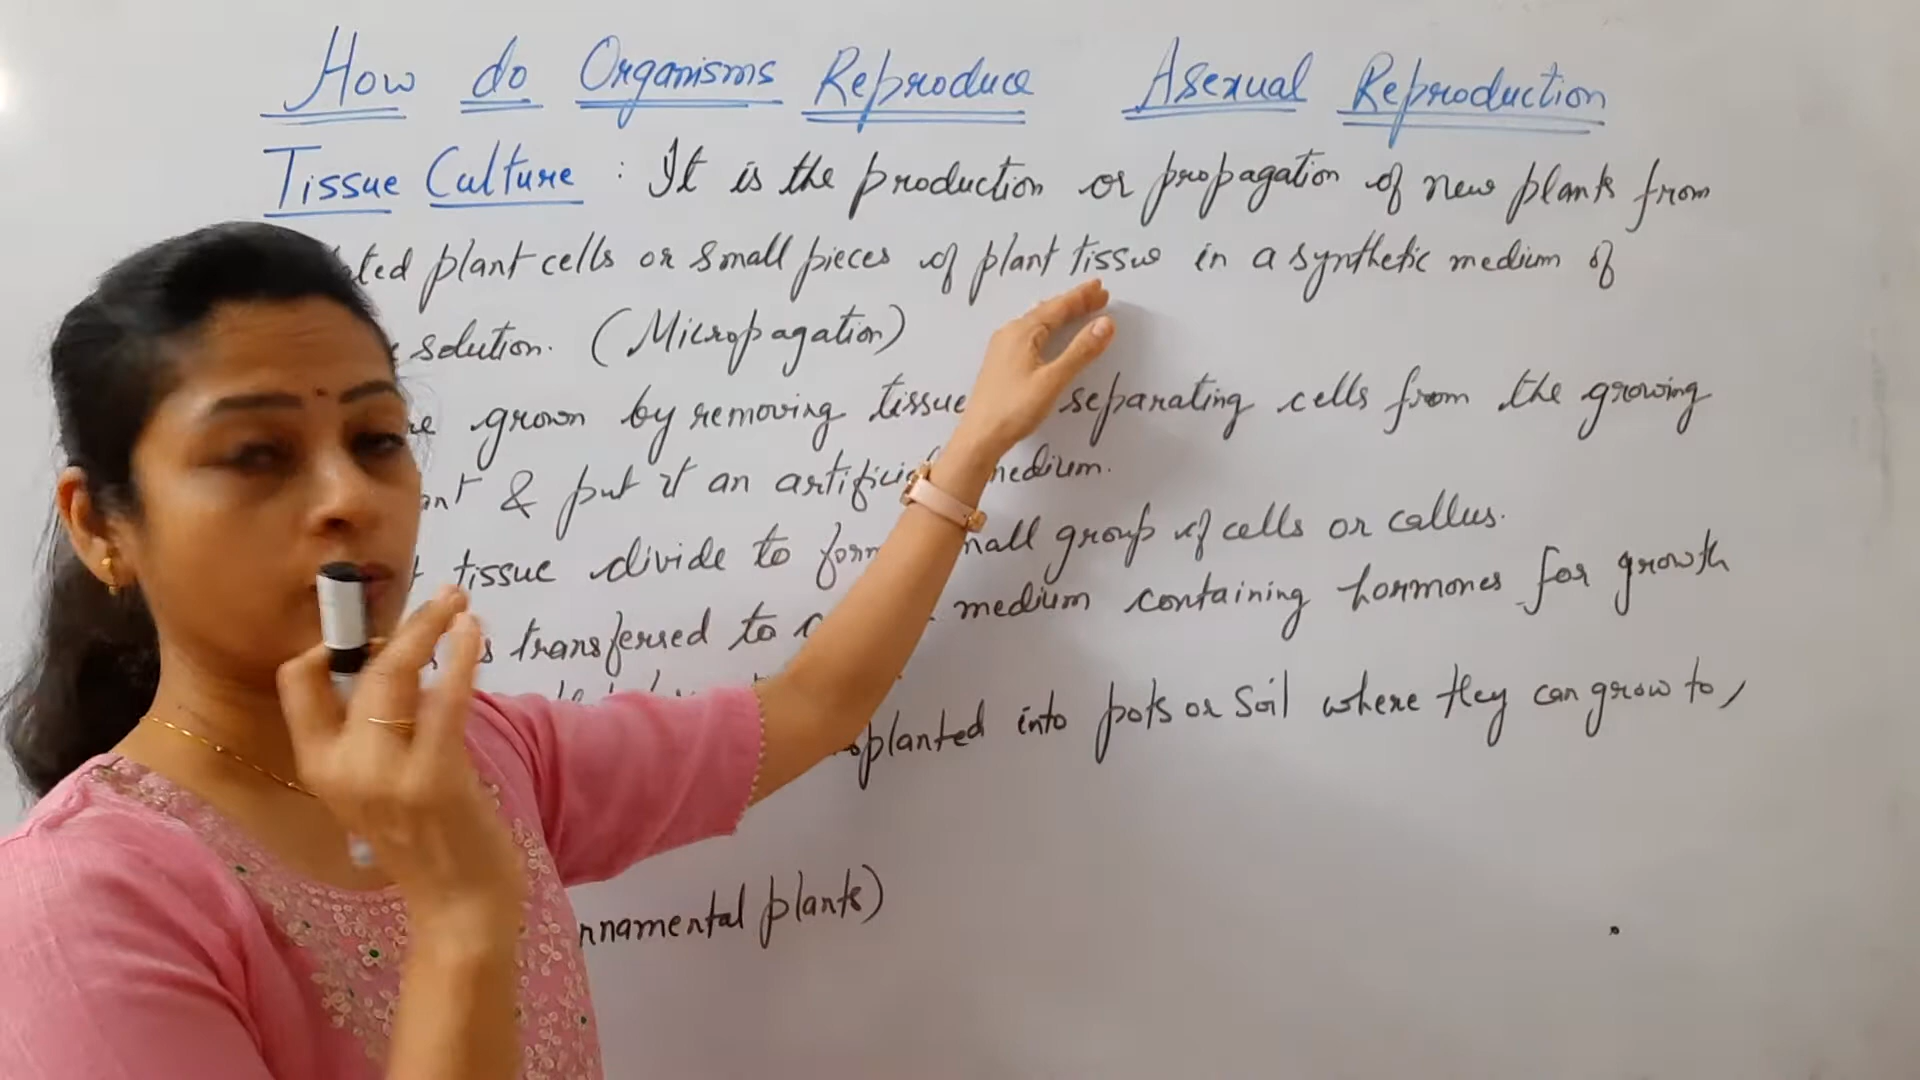 How do Organisms Reproduce Asexual Reproduction
Tissue Culture : It is the production or propagation of new plants from
plant cells or small pieces of plant tissue in a synthetic medium of
solution. (Micropagation)
grown by removing tissue separating cells from the growing
& put it an artificial medium.
tissue divide to form small group of cells or callus.
is transferred to medium containing hormones for growth
into pots or soil where they can grow to,
plants)